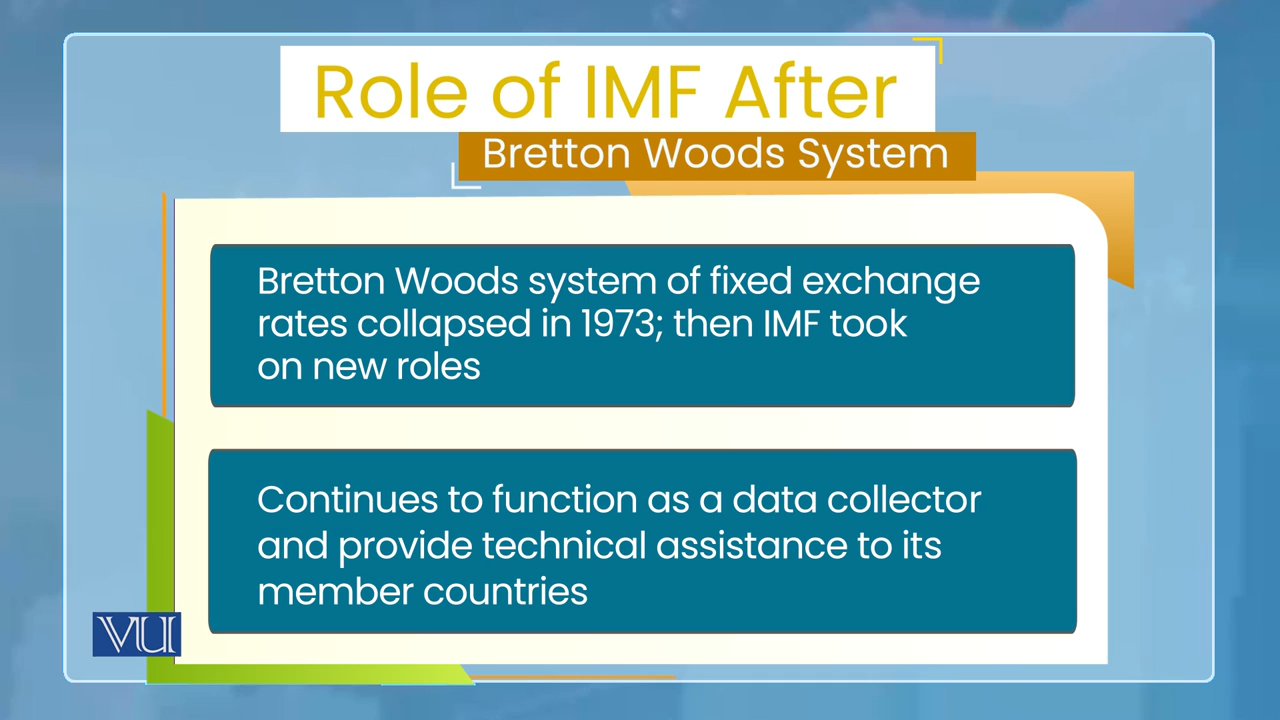 Role of IMF After
Bretton Woods System
Bretton Woods system of fixed exchange
rates collapsed in 1973; then IMF took
on new roles
Continues to function as a data collector
and provide technical assistance to its
member countries
VU